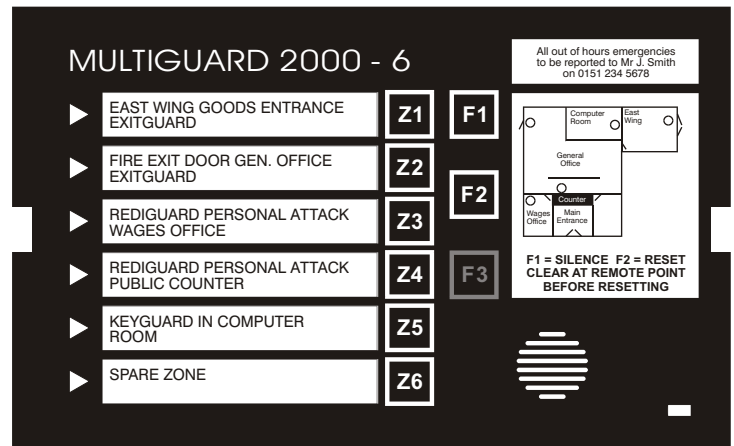 MULTIGUARD 2000 - 6
All out of hours emergencies
to be reported to Mr J. Smith
on 0151 234 5678
EAST WING GOODS ENTRANCE
EXITGUARD
Z1
F1
FIRE EXIT DOOR GEN. OFFICE
EXITGUARD
Z2
F2
REDIGUARD PERSONAL ATTACK
WAGES OFFICE
Z3
REDIGUARD PERSONAL ATTACK
PUBLIC COUNTER
Z4
F3
KEYGUARD IN COMPUTER
ROOM
Z5
SPARE ZONE
Z6
Computer
Room
East
Wing
General
Office
Counter
Wages
Office
Main
Entrance
F1 = SILENCE F2 = RESET
CLEAR AT REMOTE POINT
BEFORE RESETTING